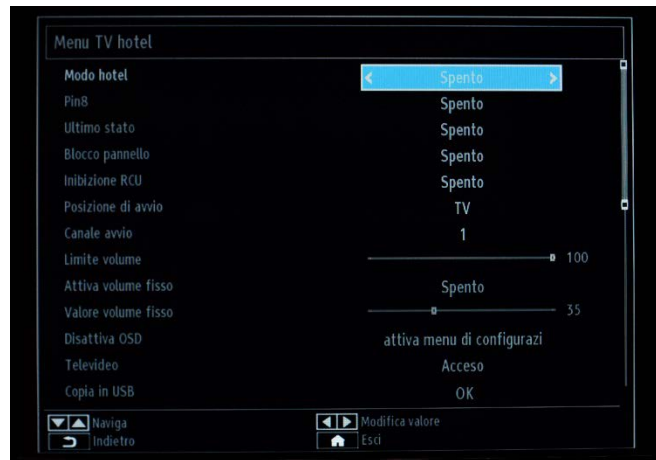 Menu TV hotel
Modo hotel < Spento >
Pin8 Spento
Ultimo stato Spento
Blocco pannello Spento
Inibizione RCU Spento
Posizione di avvio TV
Canale avvio 1
Limite volume 100
Attiva volume fisso Spento
Valore volume fisso 35
Disattiva OSD attiva menu di configurazi
Televideo Acceso
Copia in USB OK
Naviga Modifica valore
Indietro Esci